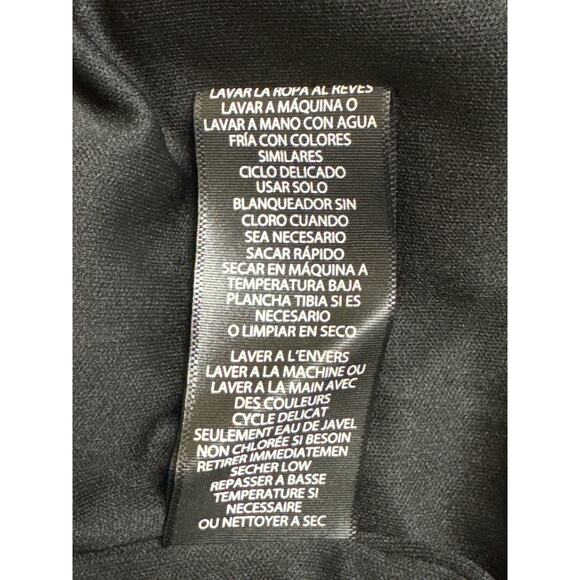 LAVAR LA ROPA AL REVES
LAVAR A MÁQUINA O
LAVAR A MANO CON AGUA
FRÍA CON COLORES
SIMILARES
CICLO DELICADO
USAR SOLO
BLANQUEADOR SIN
CLORO CUANDO
SEA NECESARIO
SACAR RÁPIDO
SECAR EN MÁQUINA A
TEMPERATURA BAJA
PLANCHA TIBIA SI ES
NECESARIO
O LIMPIAR EN SECO
LAVER A L'ENVERS
LAVER A LA MACHINE OU
LAVER A LA MAIN AVEC
DES COULEURS
CYCLE DELICAT
SEULEMENT EAU DE JAVEL
NON CHLORÉE SI BESOIN
RETIRER IMMEDIATEMEN
SECHER LOW
REPASSER A BASSE
TEMPERATURE SI
NECESSAIRE
OU NETTOYER A SEC